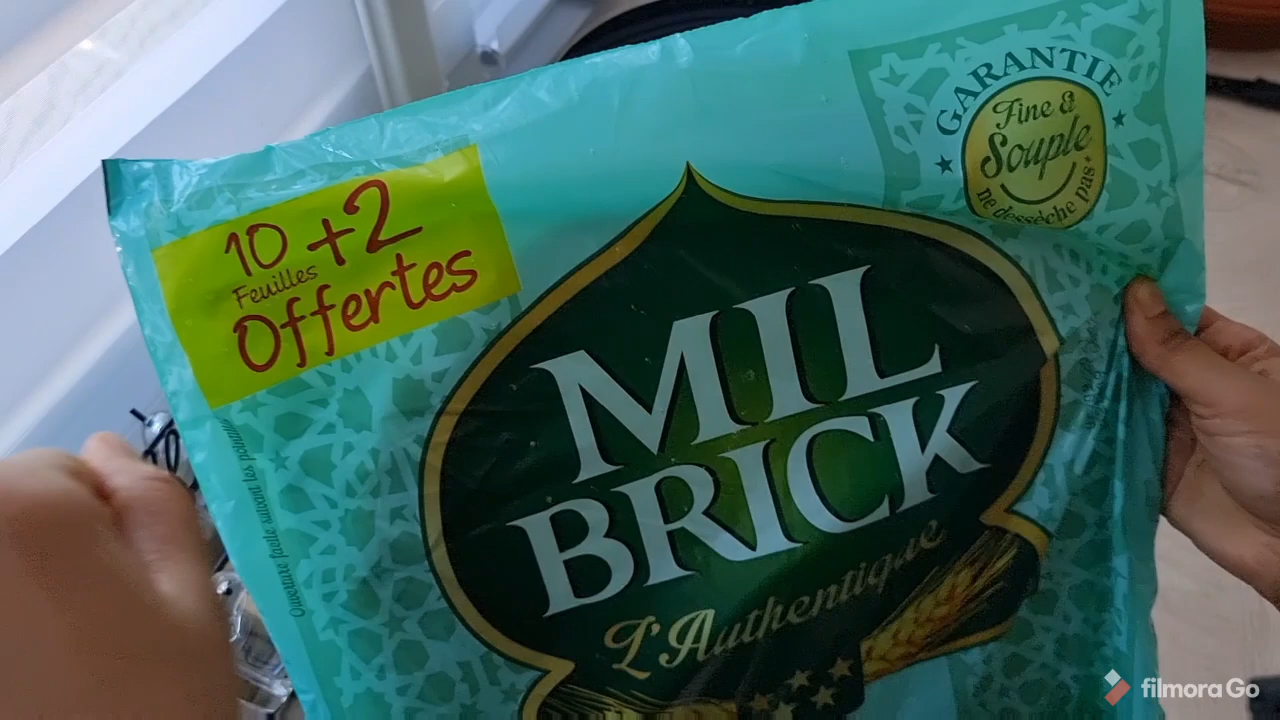 GARANTIE
Fine &
Souple
ne dessèche pas*
10 +2
Feuilles
Offertes
MIL
BRICK
L'Authentique
Ouverture facile suivant les
filmora Go